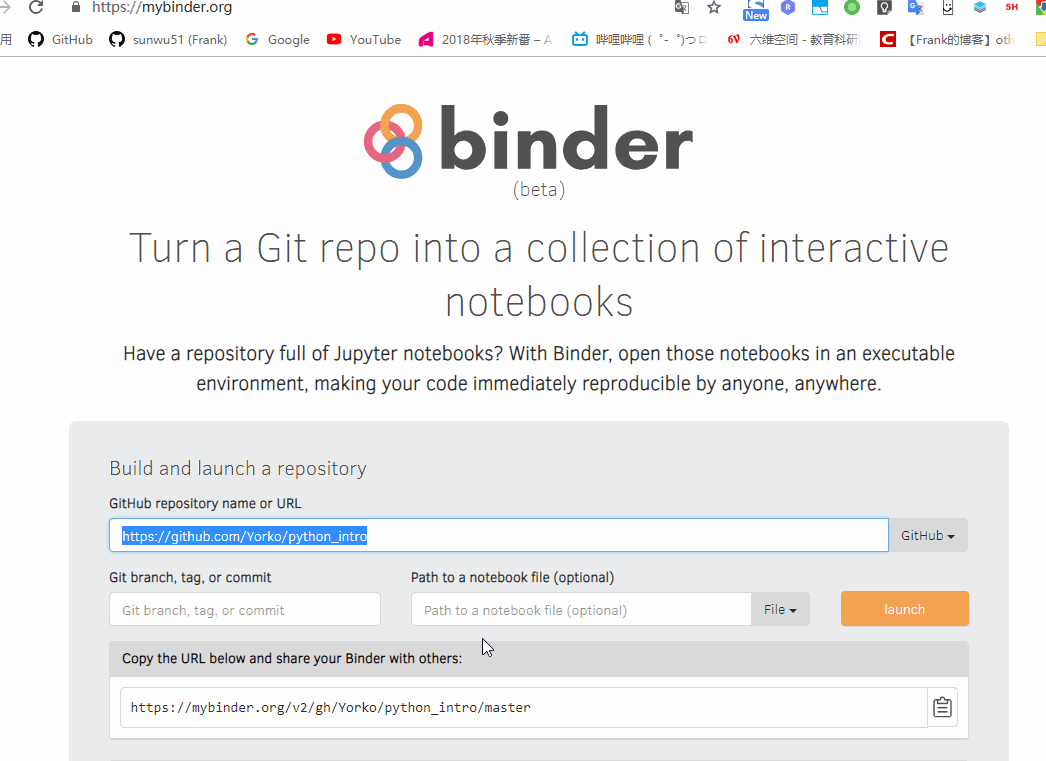 https://mybinder.org
New
5H
用 GitHub sunwu51 (Frank) Google YouTube 2018年秋季新番 – A 哔哩哔哩 ( ゜- ゜)つロ 6V 六维空间 - 教育科研 【Frank的博客】oth
binder
(beta)
Turn a Git repo into a collection of interactive
notebooks
Have a repository full of Jupyter notebooks? With Binder, open those notebooks in an executable
environment, making your code immediately reproducible by anyone, anywhere.
Build and launch a repository
GitHub repository name or URL
https://github.com/Yorko/python_intro GitHub
Git branch, tag, or commit Path to a notebook file (optional)
Git branch, tag, or commit Path to a notebook file (optional) File launch
Copy the URL below and share your Binder with others:
https://mybinder.org/v2/gh/Yorko/python_intro/master